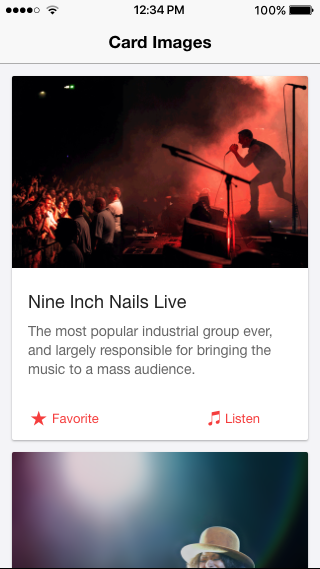 12:34 PM 100%
Card Images
Nine Inch Nails Live
The most popular industrial group ever,
and largely responsible for bringing the
music to a mass audience.
Favorite Listen